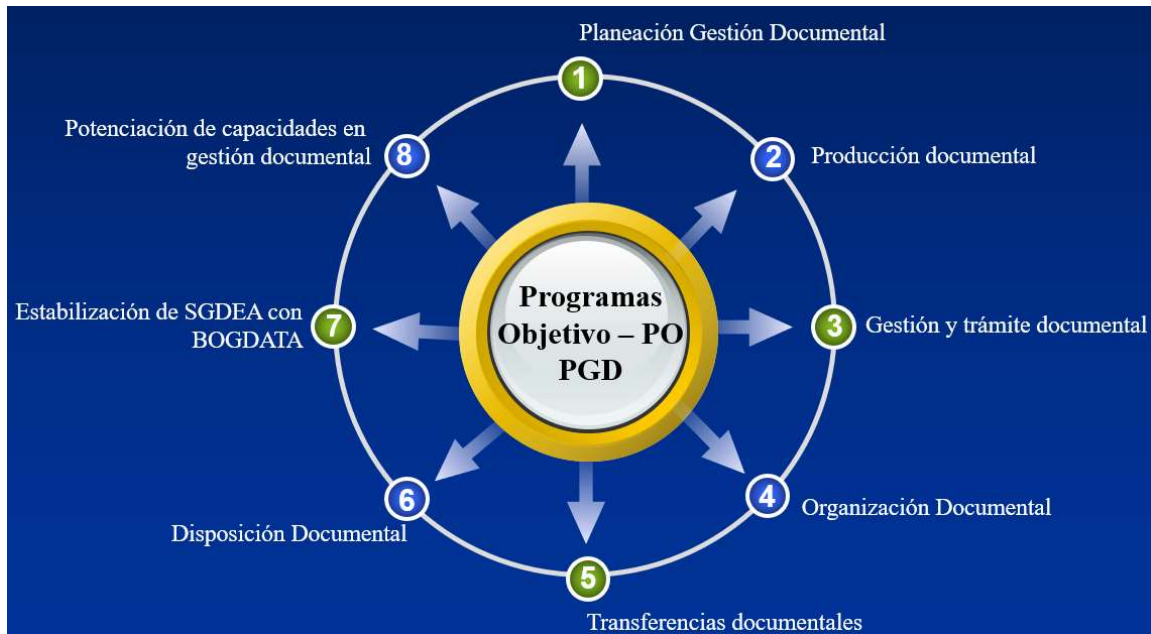 Planeación Gestión Documental
1
Potenciación de capacidades en
gestión documental
8
2
Producción documental
Programas
Objetivo – PO
PGD
Estabilización de SGDEA con
BOGDATA
7
3
Gestión y trámite documental
6
Disposición Documental
4
Organización Documental
5
Transferencias documentales